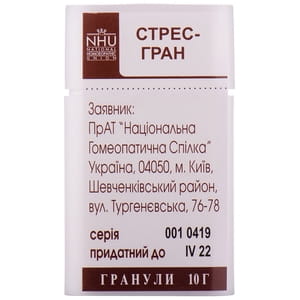 NHU
NATIONAL
HOMEOPATHIC
UNION
СТРЕС-
ГРАН
Заявник:
ПрАТ "Національна
Гомеопатична Спілка"
Україна, 04050, м. Київ,
Шевченківський район,
вул. Тургенєвська, 76-78
серія 001 0419
придатний до IV 22
ГРАНУЛИ 10 Г